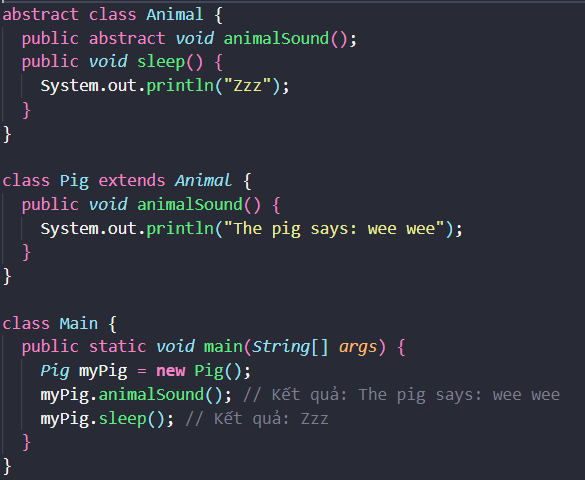 abstract class Animal {
  public abstract void animalSound();
  public void sleep() {
    System.out.println("Zzz");
  }
}

class Pig extends Animal {
  public void animalSound() {
    System.out.println("The pig says: wee wee");
  }
}

class Main {
  public static void main(String[] args) {
    Pig myPig = new Pig();
    myPig.animalSound(); // Kết quả: The pig says: wee wee
    myPig.sleep(); // Kết quả: Zzz
  }
}